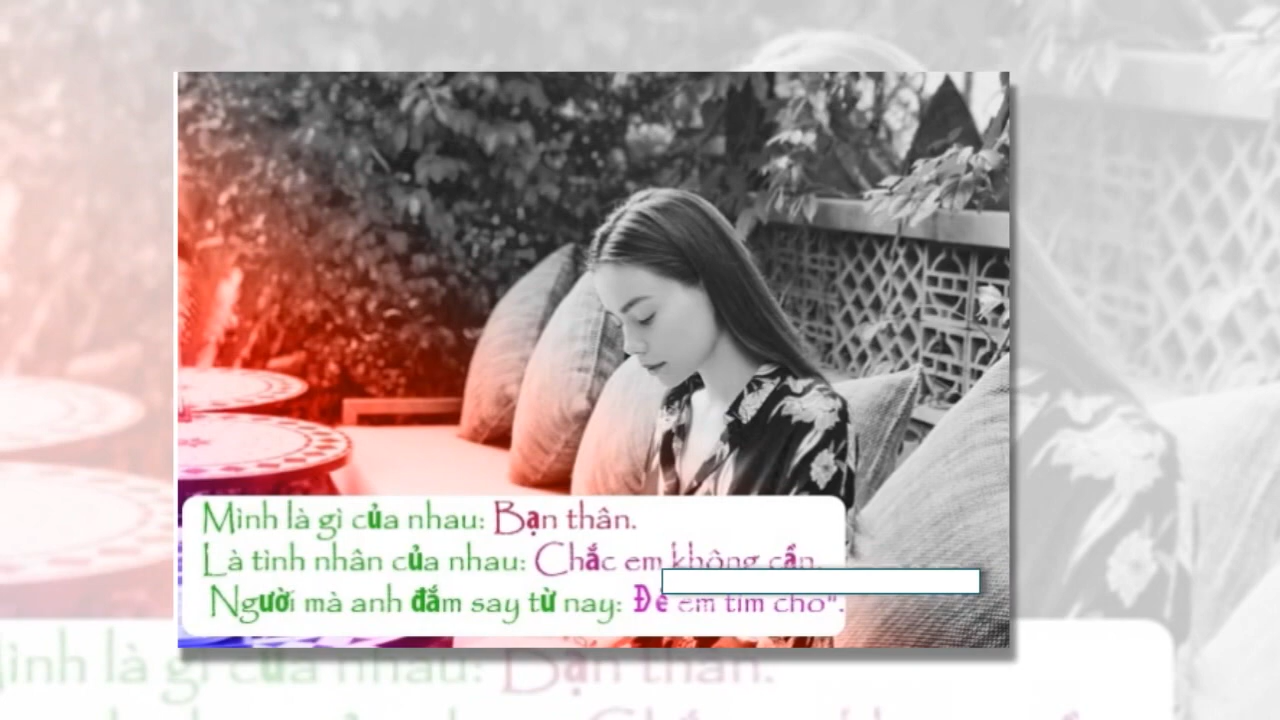 Mình là gì của nhau: Bạn thân.
Là tình nhân của nhau: Chắc em không cần.
Người mà anh đắm say từ nay: Để em tìm cho".